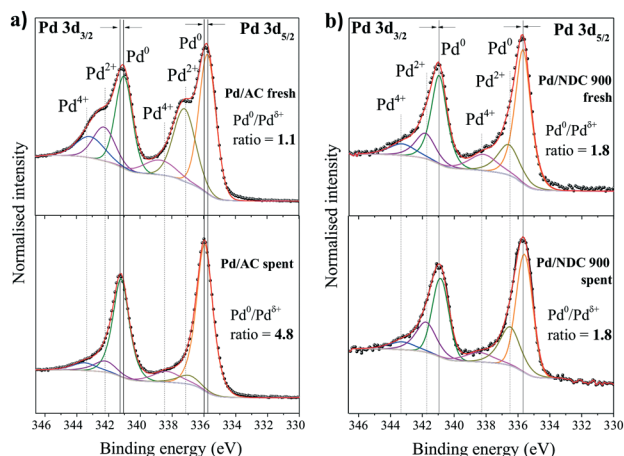 a)
Pd 3d3/2
Pd 3d5/2
Pd0
Pd0
Pd2+
Pd2+
Pd4+
Pd4+
Pd/AC fresh
Pd0/Pdδ+
ratio = 1.1
Pd/AC spent
Pd0/Pdδ+
ratio = 4.8
Normalised intensity
346 344 342 340 338 336 334 332 330
Binding energy (eV)
b)
Pd 3d3/2
Pd 3d5/2
Pd0
Pd0
Pd2+
Pd2+
Pd4+
Pd4+
Pd/NDC 900
fresh
Pd0/Pdδ+
ratio = 1.8
Pd/NDC 900
spent
Pd0/Pdδ+
ratio = 1.8
Normalised intensity
346 344 342 340 338 336 334 332 330
Binding energy (eV)